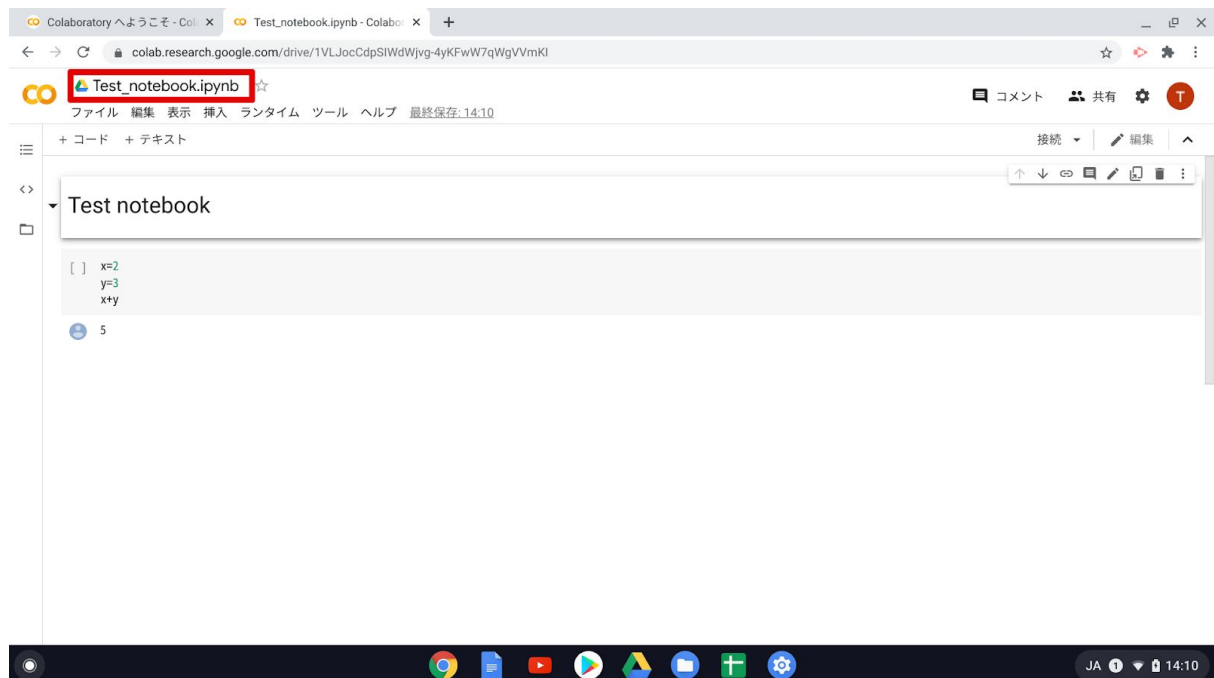 Colaboratory へようこそ - Col
Test_notebook.ipynb - Colabor
colab.research.google.com/drive/1VLJocCdpSIWdWjvg-4yKFwW7qWgVVmKI
Test_notebook.ipynb
コメント 共有 T
ファイル 編集 表示 挿入 ランタイム ツール ヘルプ 最終保存: 14:10
+ コード + テキスト 接続 編集
Test notebook
[ ] x=2
y=3
x+y
5
JA 1 14:10